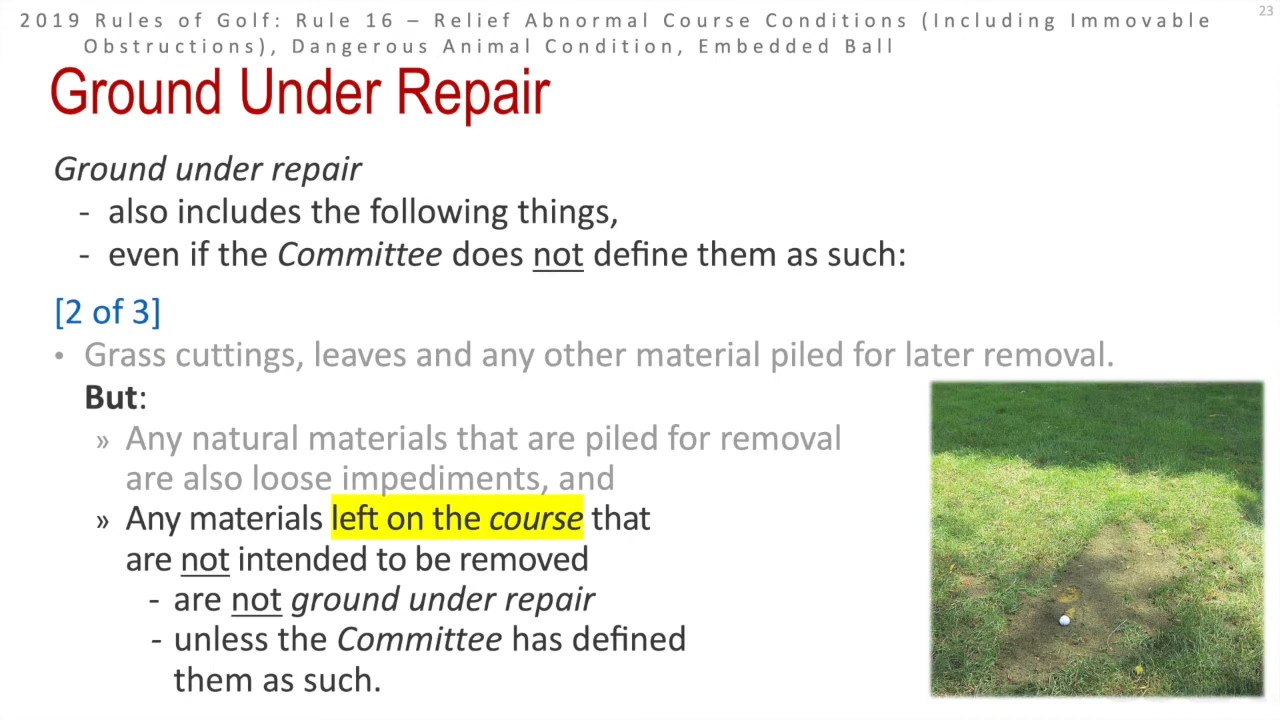 2019 Rules of Golf: Rule 16 – Relief Abnormal Course Conditions (Including Immovable
Obstructions), Dangerous Animal Condition, Embedded Ball
23
Ground Under Repair
Ground under repair
- also includes the following things,
- even if the Committee does not define them as such:
[2 of 3]
• Grass cuttings, leaves and any other material piled for later removal.
But:
» Any natural materials that are piled for removal
are also loose impediments, and
» Any materials left on the course that
are not intended to be removed
- are not ground under repair
- unless the Committee has defined
them as such.